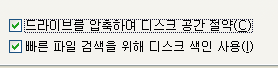 드라이브를 압축하여 디스크 공간 절약(C)
빠른 파일 검색을 위해 디스크 색인 사용(I)